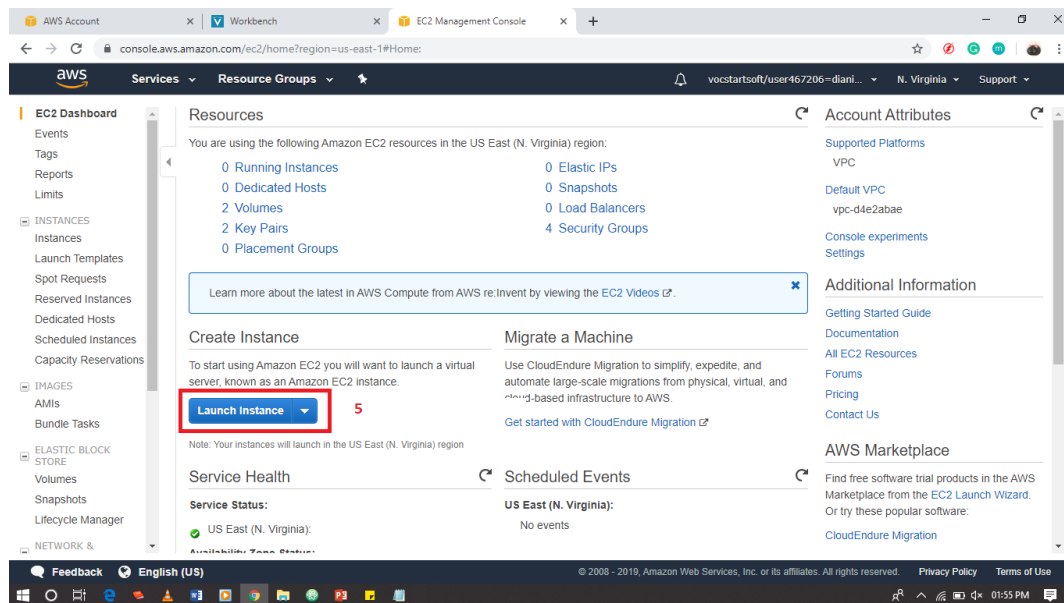 AWS Account
Workbench
EC2 Management Console
console.aws.amazon.com/ec2/home?region=us-east-1#Home:
aws
Services
Resource Groups
vocstartsoft/user467206=diani...
N. Virginia
Support
EC2 Dashboard
Events
Tags
Reports
Limits
INSTANCES
Instances
Launch Templates
Spot Requests
Reserved Instances
Dedicated Hosts
Scheduled Instances
Capacity Reservations
IMAGES
AMIs
Bundle Tasks
ELASTIC BLOCK
STORE
Volumes
Snapshots
Lifecycle Manager
NETWORK &
Resources
You are using the following Amazon EC2 resources in the US East (N. Virginia) region:
0 Running Instances
0 Dedicated Hosts
2 Volumes
2 Key Pairs
0 Placement Groups
0 Elastic IPs
0 Snapshots
0 Load Balancers
4 Security Groups
Learn more about the latest in AWS Compute from AWS re:Invent by viewing the EC2 Videos.
Create Instance
To start using Amazon EC2 you will want to launch a virtual
server, known as an Amazon EC2 instance.
Launch Instance
5
Note: Your instances will launch in the US East (N. Virginia) region
Migrate a Machine
Use CloudEndure Migration to simplify, expedite, and
automate large-scale migrations from physical, virtual, and
cloud-based infrastructure to AWS.
Get started with CloudEndure Migration
Service Health
Service Status:
US East (N. Virginia):
Availability Zone Status:
Scheduled Events
US East (N. Virginia):
No events
Account Attributes
Supported Platforms
VPC
Default VPC
vpc-d4e2abae
Console experiments
Settings
Additional Information
Getting Started Guide
Documentation
All EC2 Resources
Forums
Pricing
Contact Us
AWS Marketplace
Find free software trial products in the AWS
Marketplace from the EC2 Launch Wizard.
Or try these popular software:
CloudEndure Migration
Feedback
English (US)
© 2008 - 2019, Amazon Web Services, Inc. or its affiliates. All rights reserved.
Privacy Policy
Terms of Use
01:55 PM